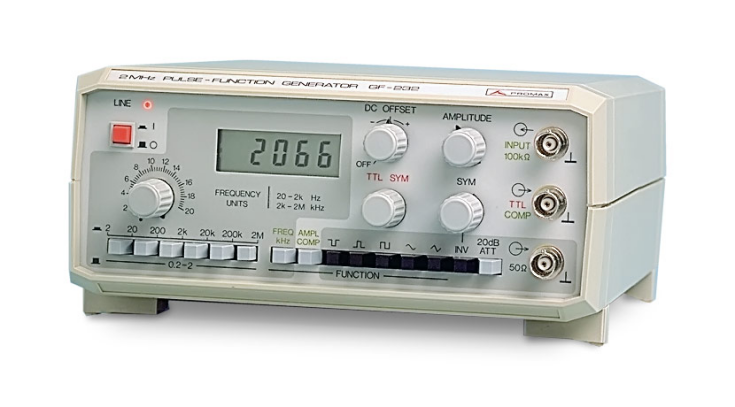 2MHz PULSE-FUNCTION GENERATOR GF-232
PROMAX
LINE
I
O
2066
FREQUENCY UNITS
20-2k Hz
2k-2M kHz
2 4 6 8 10 12 14 16 18 20
DC OFFSET
- +
OFF
AMPLITUDE
TTL SYM
SYM
INPUT
100kΩ
TTL
COMP
50Ω
2 20 200 2k 20k 200k 2M
0.2-2
FREQ
kHz
AMPL
COMP
INV
20dB
ATT
FUNCTION